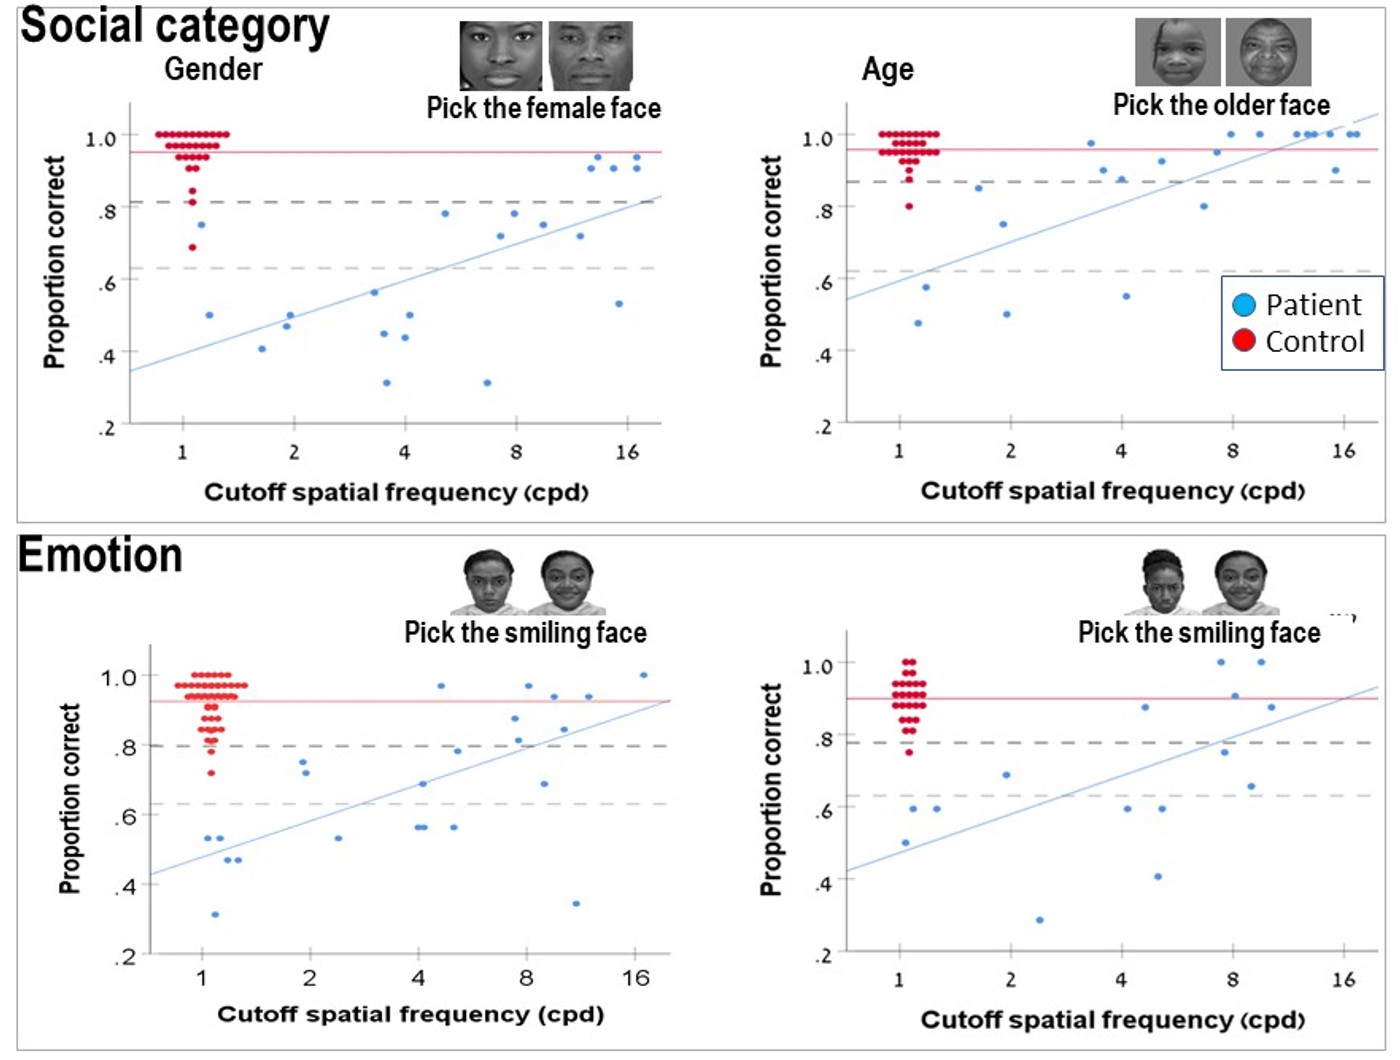 Social category
Gender
Pick the female face
1.0
.8
.6
.4
.2
Proportion correct
1
2
4
8
16
Cutoff spatial frequency (cpd)
Age
Pick the older face
1.0
.8
.6
.4
.2
Proportion correct
1
2
4
8
16
Cutoff spatial frequency (cpd)
Patient
Control
Emotion
Pick the smiling face
1.0
.8
.6
.4
.2
Proportion correct
1
2
4
8
16
Cutoff spatial frequency (cpd)
Pick the smiling face
1.0
.8
.6
.4
.2
Proportion correct
1
2
4
8
16
Cutoff spatial frequency (cpd)